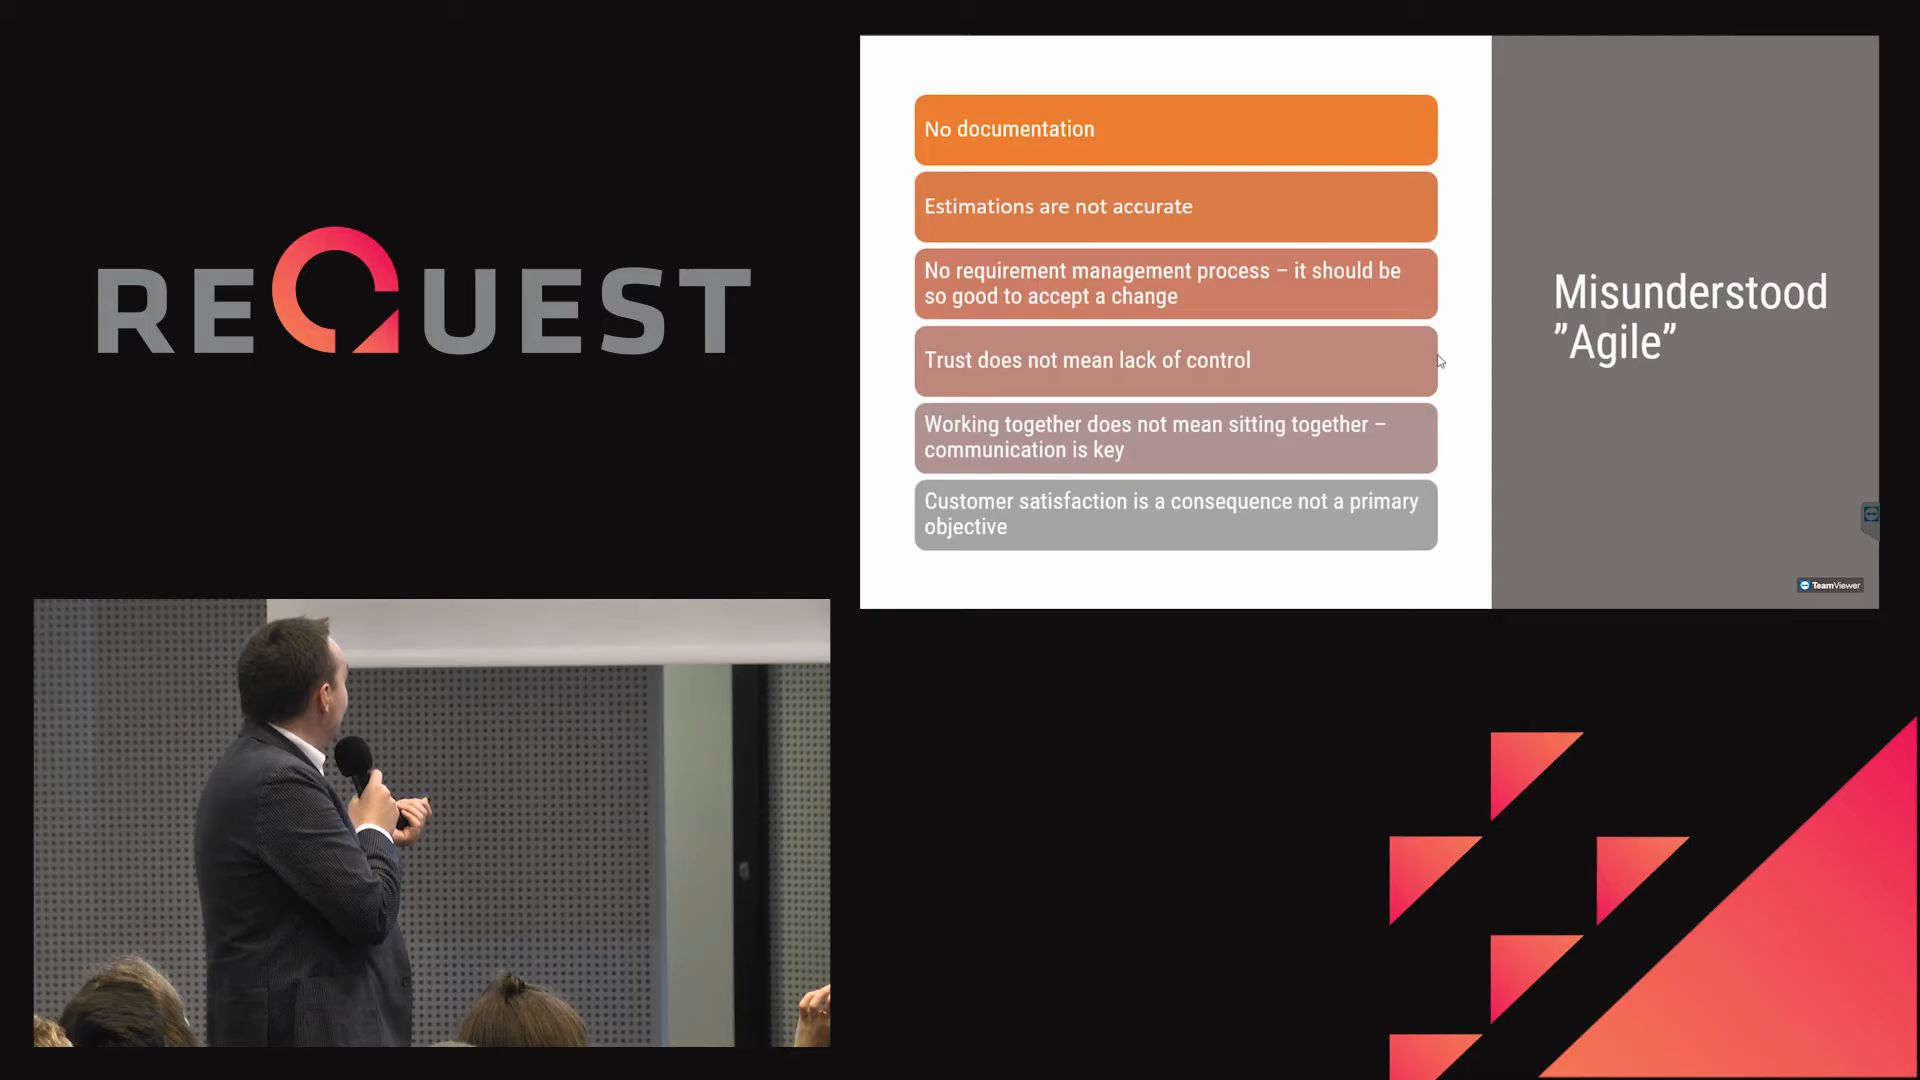 REQUEST
No documentation
Estimations are not accurate
No requirement management process – it should be
so good to accept a change
Trust does not mean lack of control
Working together does not mean sitting together –
communication is key
Customer satisfaction is a consequence not a primary
objective
Misunderstood
”Agile”
TeamViewer